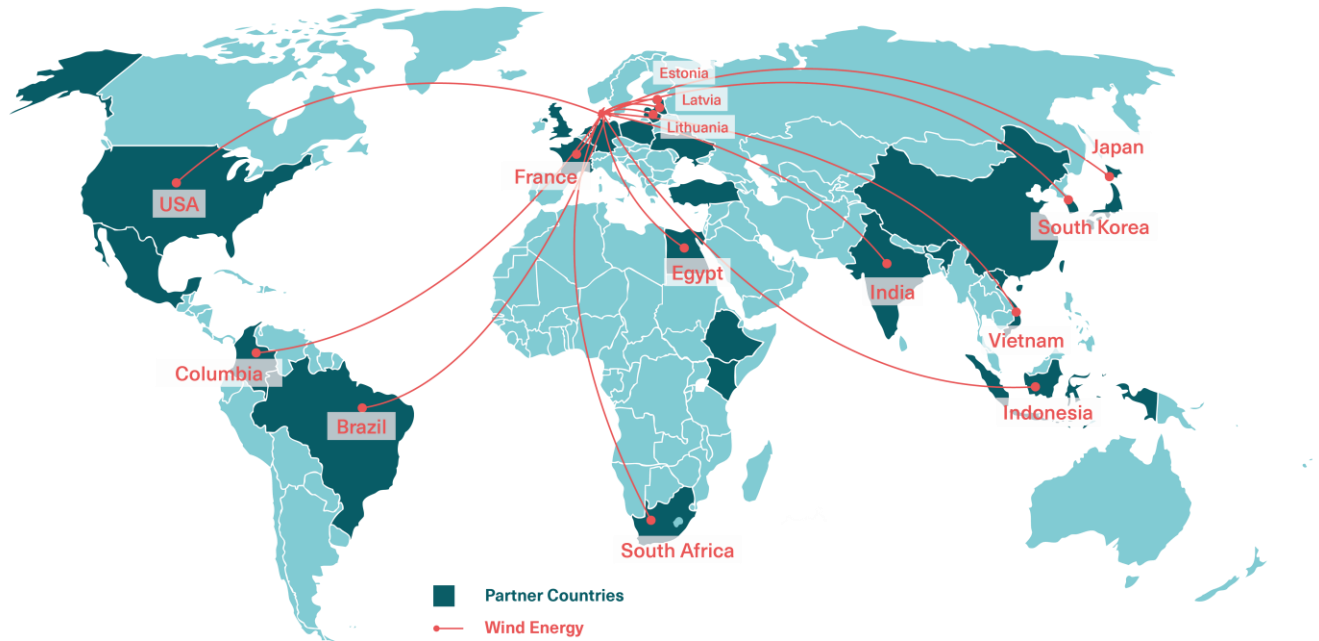 Estonia
Latvia
Lithuania
Japan
France
USA
South Korea
Egypt
India
Vietnam
Columbia
Indonesia
Brazil
South Africa
Partner Countries
Wind Energy